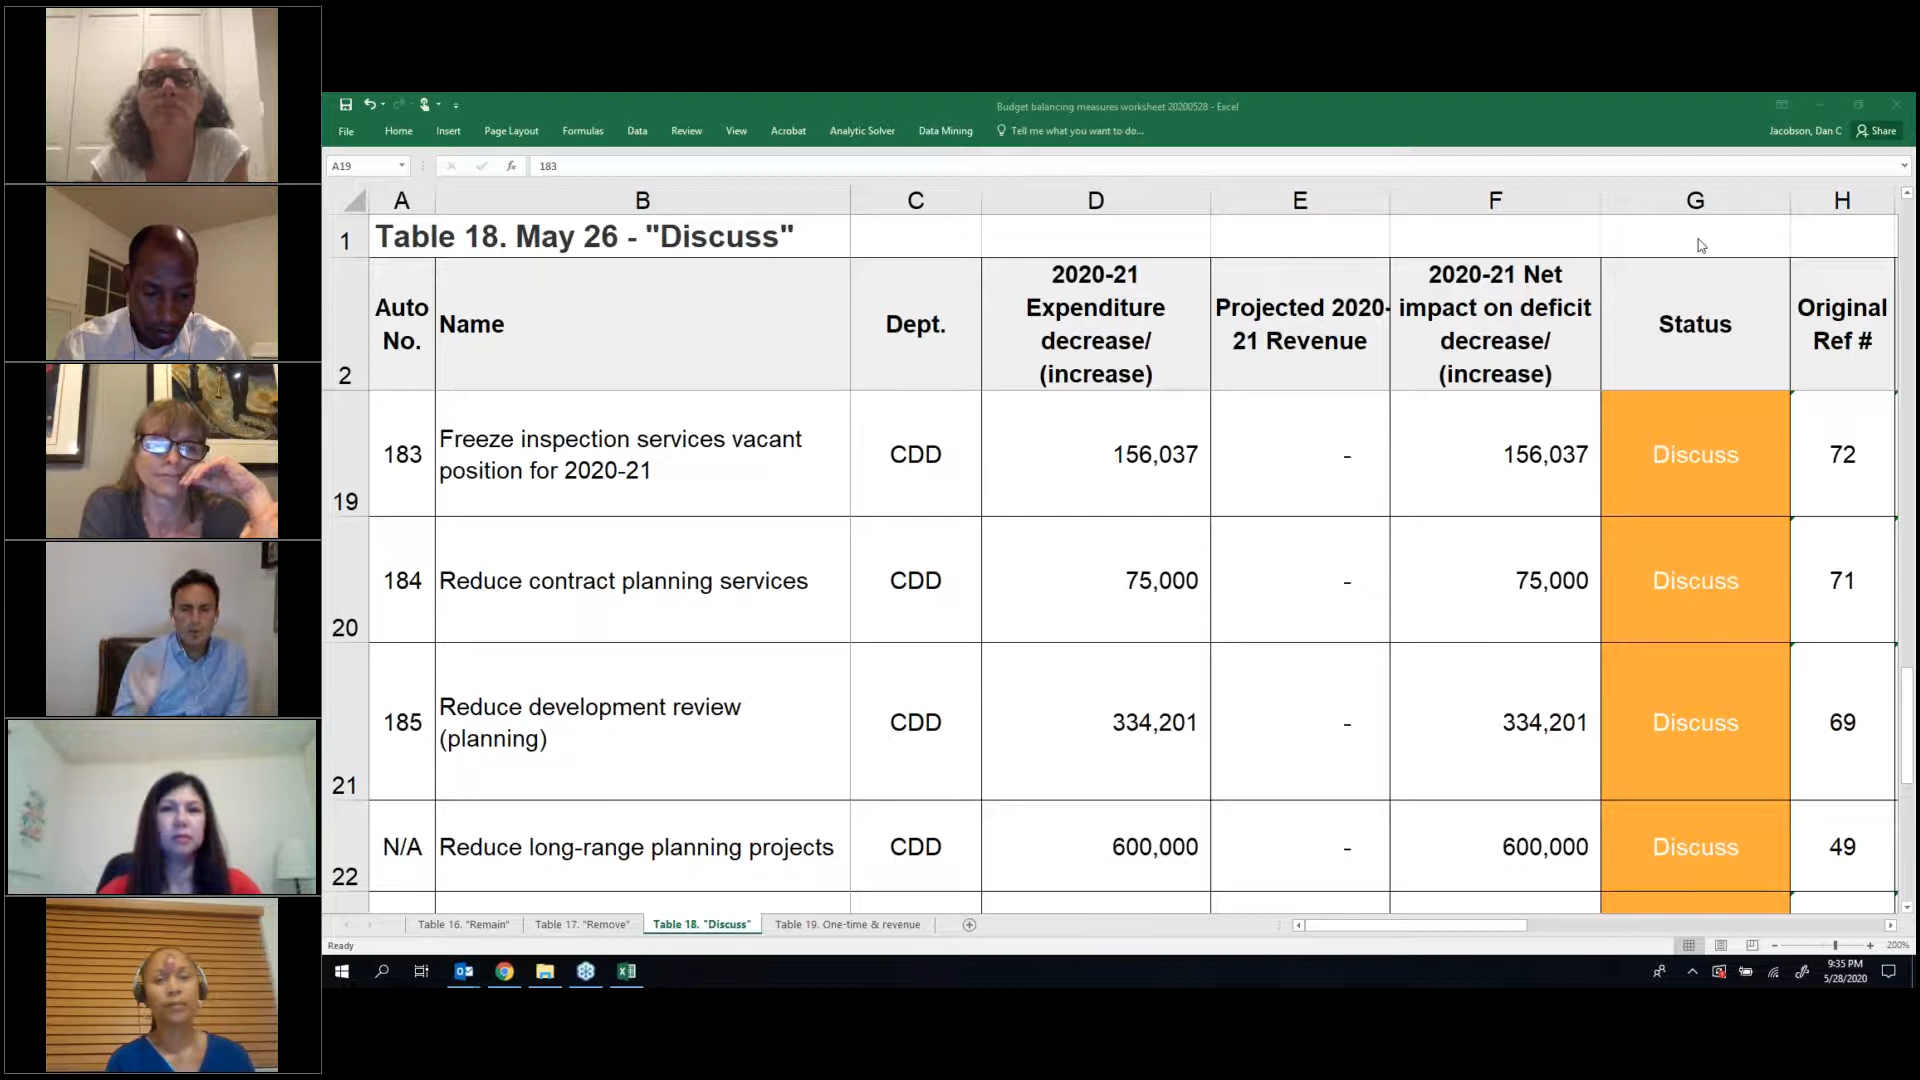 Budget balancing measures worksheet 20200528 - Excel
File Home Insert Page Layout Formulas Data Review View Acrobat Analytic Solver Data Mining Tell me what you want to do... Jacobson, Dan C Share
A19 fx 183
A B C D E F G H
1 Table 18. May 26 - "Discuss"
2020-21 2020-21 Net
Auto Expenditure Projected 2020- impact on deficit Original
Name Dept. Status
No. decrease/ 21 Revenue decrease/ Ref #
2 (increase) (increase)
Freeze inspection services vacant
183 CDD 156,037 - 156,037 Discuss 72
position for 2020-21
19
184 Reduce contract planning services CDD 75,000 - 75,000 Discuss 71
20
Reduce development review
185 CDD 334,201 - 334,201 Discuss 69
(planning)
21
N/A Reduce long-range planning projects CDD 600,000 - 600,000 Discuss 49
22
Table 16. "Remain" Table 17. "Remove" Table 18. "Discuss" Table 19. One-time & revenue
Ready 200%
9:35 PM
5/28/2020